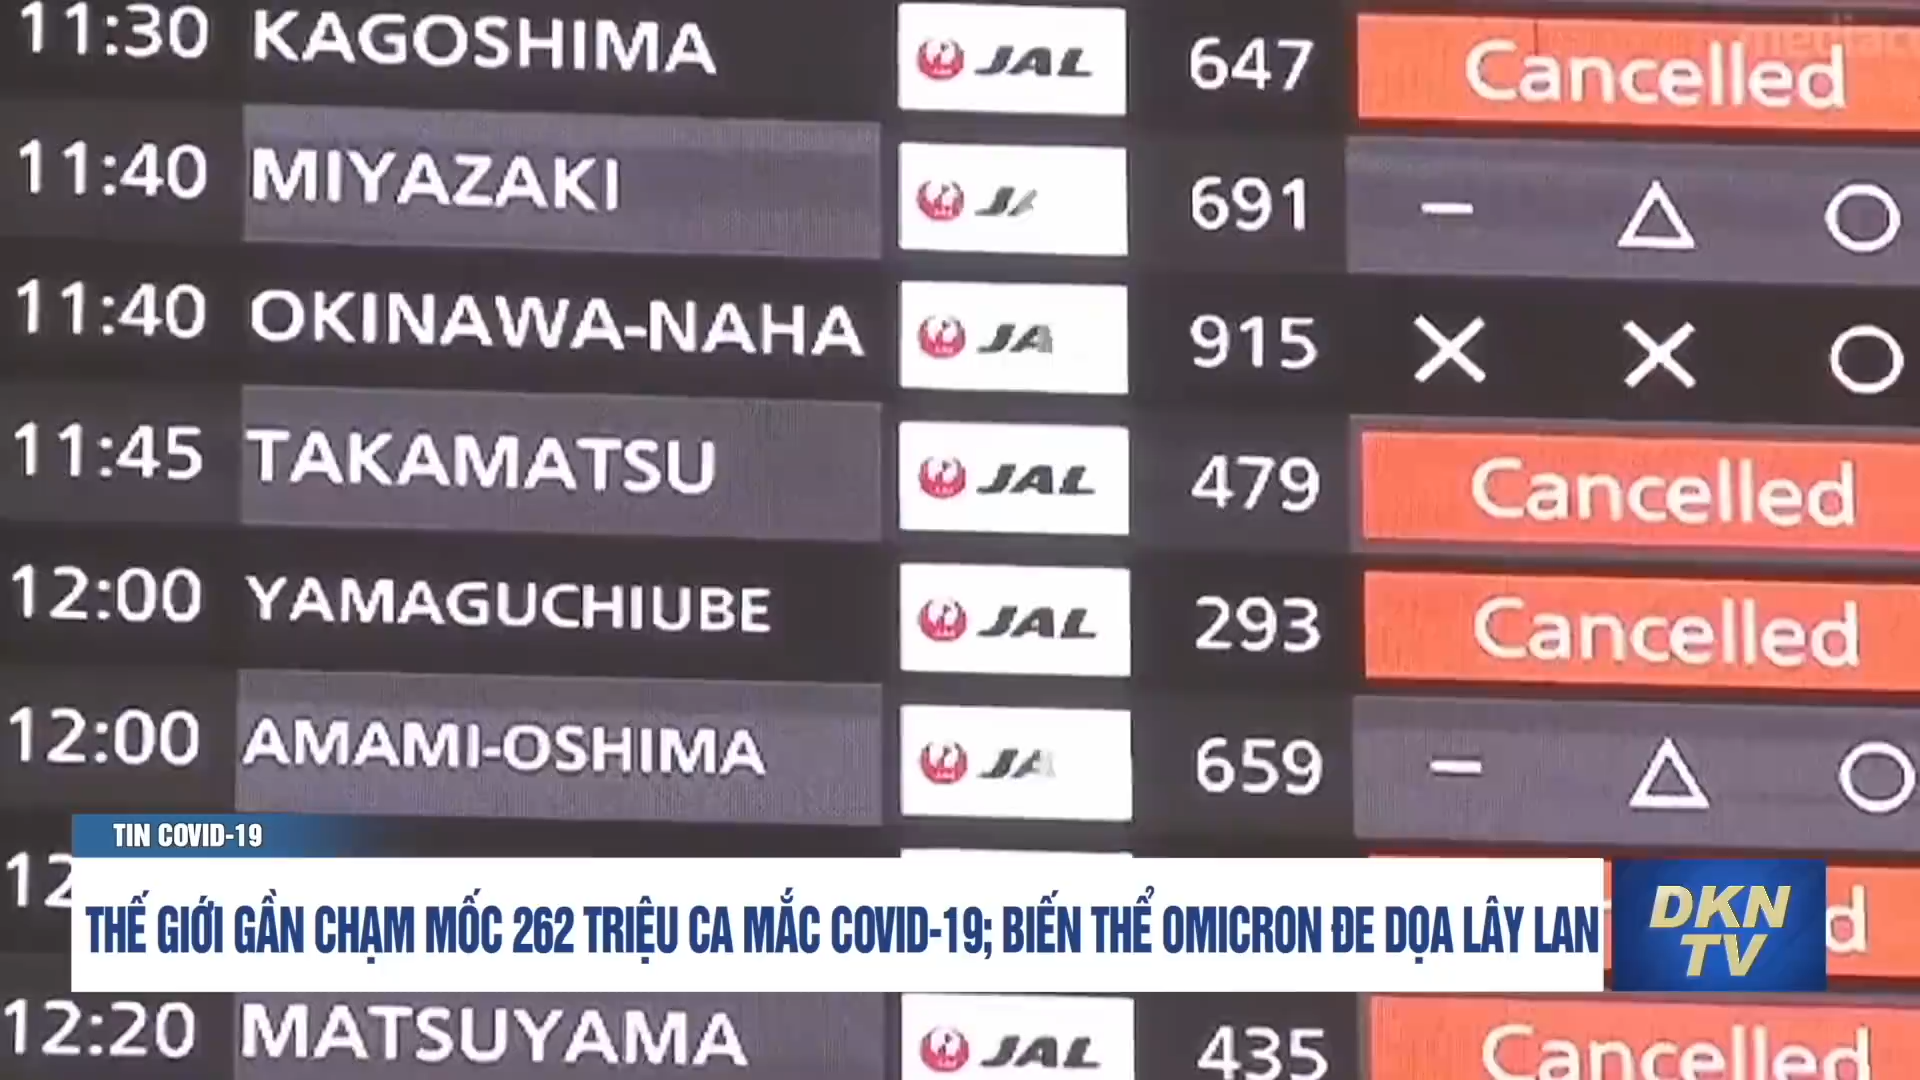 11:30 KAGOSHIMA JAL 647 Cancelled
11:40 MIYAZAKI JA 691
11:40 OKINAWA-NAHA JA 915
11:45 TAKAMATSU JAL 479 Cancelled
12:00 YAMAGUCHIUBE JAL 293 Cancelled
12:00 AMAMI-OSHIMA JA 659
TIN COVID-19
THẾ GIỚI GẦN CHẠM MỐC 262 TRIỆU CA MẮC COVID-19; BIẾN THỂ OMICRON ĐE DỌA LÂY LAN
DKN
TV
12:20 MATSUYAMA JAL 435 Cancelled